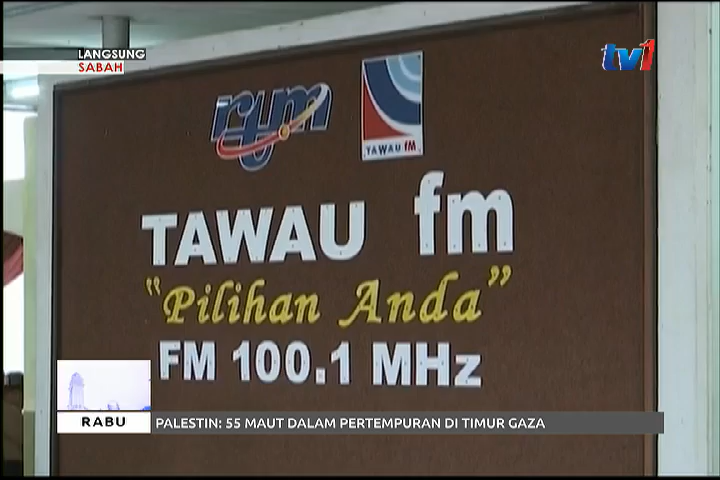 LANGSUNG
SABAH
tv1
rtm
TAWAU fm
TAWAU fm
"Pilihan Anda"
FM 100.1 MHz
RABU
PALESTIN: 55 MAUT DALAM PERTEMPURAN DI TIMUR GAZA